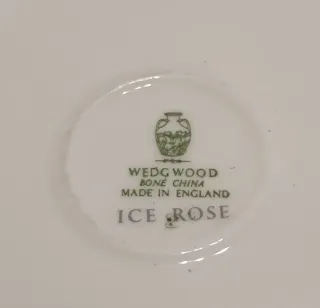 WEDGWOOD
BONE CHINA
MADE IN ENGLAND
ICE ROSE